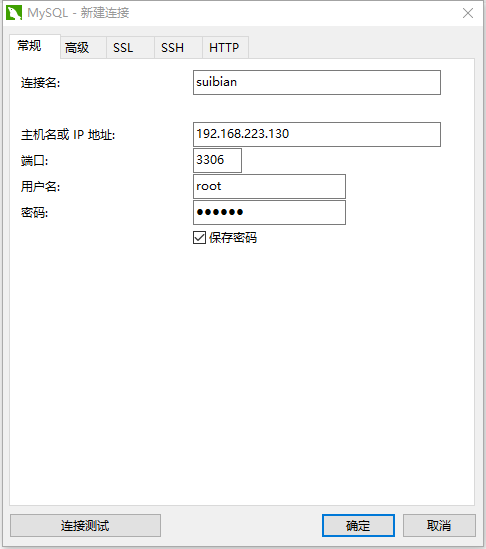 MySQL - 新建连接
常规 高级 SSL SSH HTTP
连接名: suibian
主机名或 IP 地址: 192.168.223.130
端口: 3306
用户名: root
密码: ●●●●●●
保存密码
连接测试 确定 取消